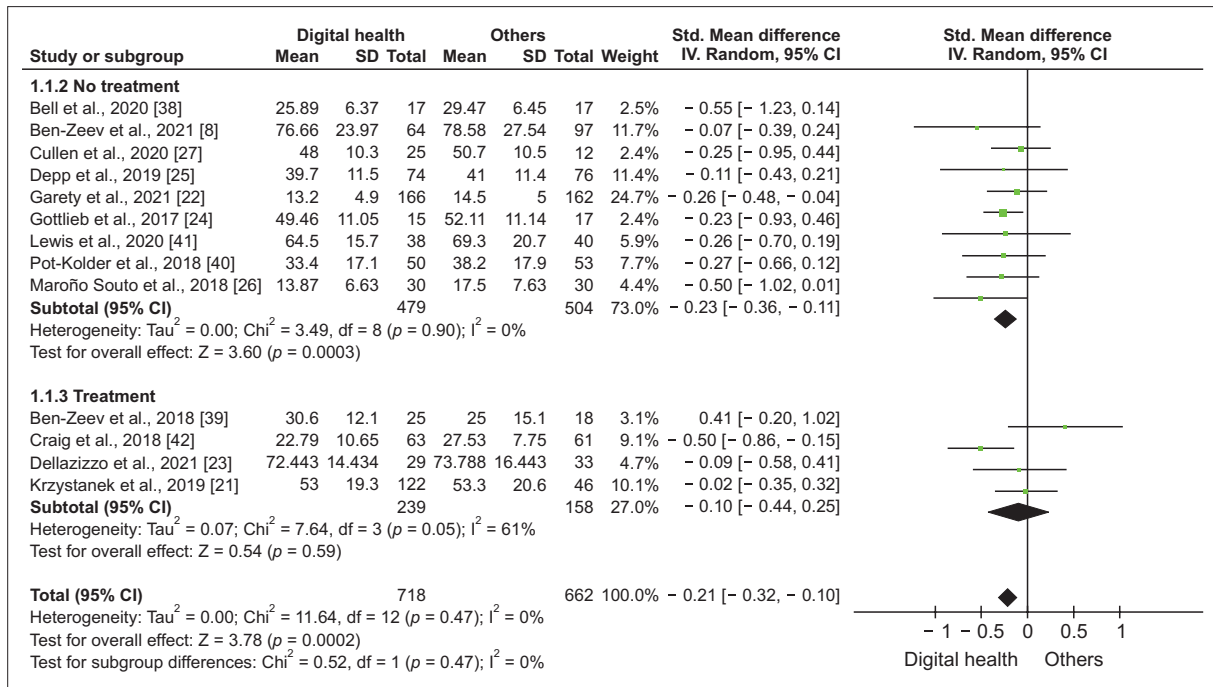 Digital health Others Std. Mean difference Std. Mean difference
Study or subgroup Mean SD Total Mean SD Total Weight IV. Random, 95% CI IV. Random, 95% CI
1.1.2 No treatment
Bell et al., 2020 [38] 25.89 6.37 17 29.47 6.45 17 2.5% − 0.55 [− 1.23, 0.14]
Ben-Zeev et al., 2021 [8] 76.66 23.97 64 78.58 27.54 97 11.7% − 0.07 [− 0.39, 0.24]
Cullen et al., 2020 [27] 48 10.3 25 50.7 10.5 12 2.4% − 0.25 [− 0.95, 0.44]
Depp et al., 2019 [25] 39.7 11.5 74 41 11.4 76 11.4% − 0.11 [− 0.43, 0.21]
Garety et al., 2021 [22] 13.2 4.9 166 14.5 5 162 24.7% − 0.26 [− 0.48, − 0.04]
Gottlieb et al., 2017 [24] 49.46 11.05 15 52.11 11.14 17 2.4% − 0.23 [− 0.93, 0.46]
Lewis et al., 2020 [41] 64.5 15.7 38 69.3 20.7 40 5.9% − 0.26 [− 0.70, 0.19]
Pot-Kolder et al., 2018 [40] 33.4 17.1 50 38.2 17.9 53 7.7% − 0.27 [− 0.66, 0.12]
Maroño Souto et al., 2018 [26] 13.87 6.63 30 17.5 7.63 30 4.4% − 0.50 [− 1.02, 0.01]
Subtotal (95% CI) 479 504 73.0% − 0.23 [− 0.36, − 0.11]
Heterogeneity: Tau² = 0.00; Chi² = 3.49, df = 8 (p = 0.90); I² = 0%
Test for overall effect: Z = 3.60 (p = 0.0003)
1.1.3 Treatment
Ben-Zeev et al., 2018 [39] 30.6 12.1 25 25 15.1 18 3.1% 0.41 [− 0.20, 1.02]
Craig et al., 2018 [42] 22.79 10.65 63 27.53 7.75 61 9.1% − 0.50 [− 0.86, − 0.15]
Dellazizzo et al., 2021 [23] 72.443 14.434 29 73.788 16.443 33 4.7% − 0.09 [− 0.58, 0.41]
Krzystanek et al., 2019 [21] 53 19.3 122 53.3 20.6 46 10.1% − 0.02 [− 0.35, 0.32]
Subtotal (95% CI) 239 158 27.0% − 0.10 [− 0.44, 0.25]
Heterogeneity: Tau² = 0.07; Chi² = 7.64, df = 3 (p = 0.05); I² = 61%
Test for overall effect: Z = 0.54 (p = 0.59)
Total (95% CI) 718 662 100.0% − 0.21 [− 0.32, − 0.10]
Heterogeneity: Tau² = 0.00; Chi² = 11.64, df = 12 (p = 0.47); I² = 0%
Test for overall effect: Z = 3.78 (p = 0.0002)
Test for subgroup differences: Chi² = 0.52, df = 1 (p = 0.47); I² = 0%
− 1 − 0.5 0 0.5 1
Digital health Others